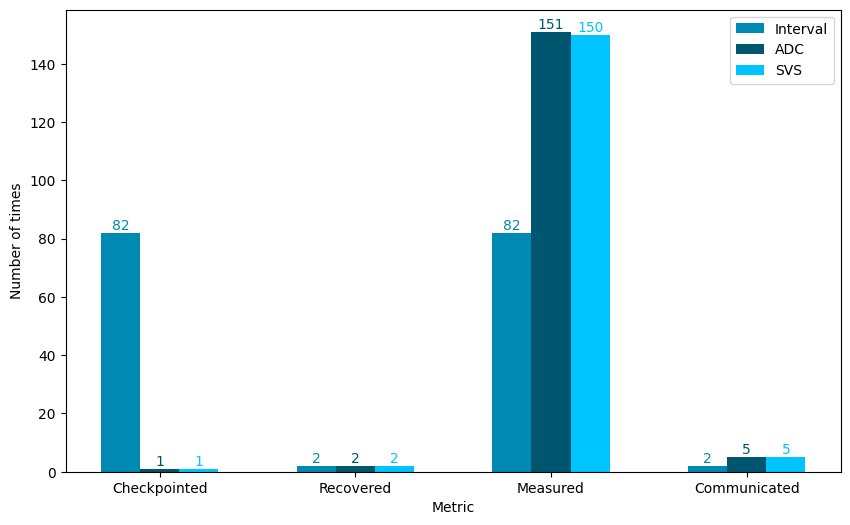 Interval
ADC
SVS
151
150
140
120
100
82
82
80
60
40
20
5
5
2
2
2
2
1
1
0
Checkpointed
Recovered
Measured
Communicated
Number of times
Metric